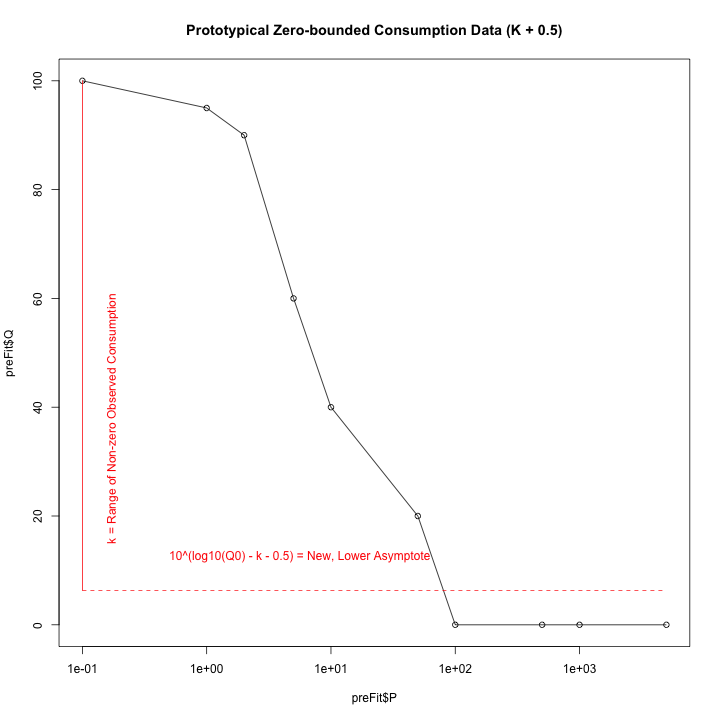 Prototypical Zero-bounded Consumption Data (K + 0.5)
preFit$Q
100
80
60
40
20
0
k = Range of Non-zero Observed Consumption
10^(log10(Q0) - k - 0.5) = New, Lower Asymptote
1e-01
1e+00
1e+01
1e+02
1e+03
preFit$P